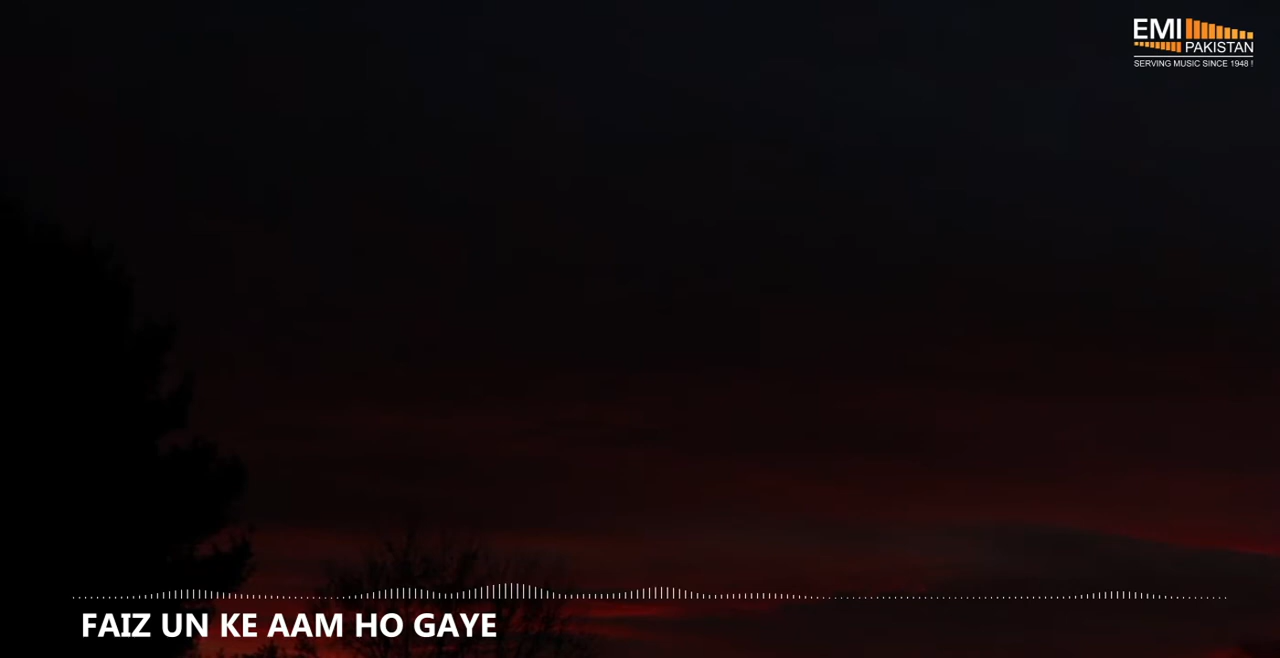 EMI
PAKISTAN
SERVING MUSIC SINCE 1948 !
FAIZ UN KE AAM HO GAYE